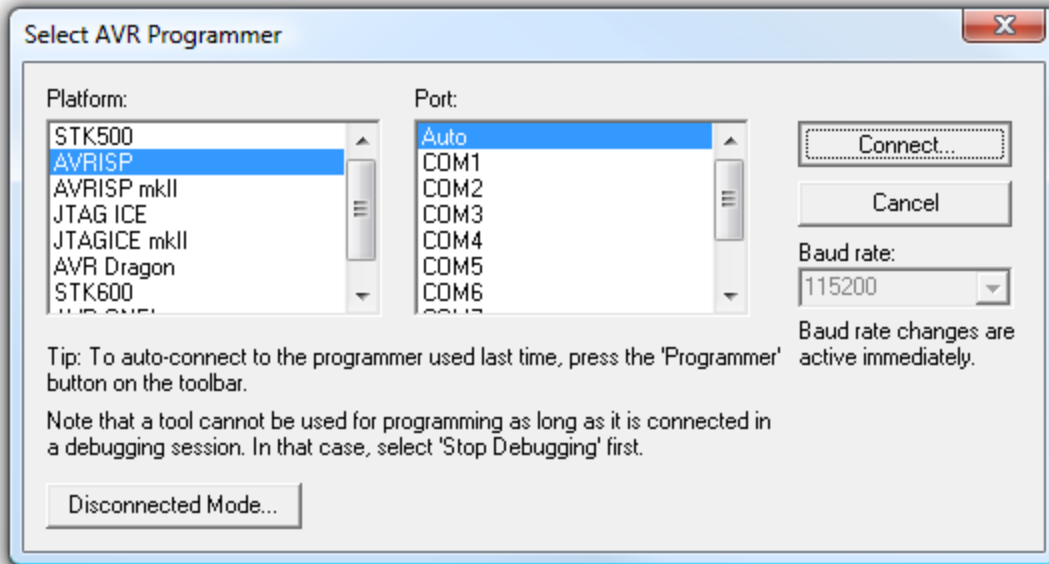 Select AVR Programmer
Platform:
STK500
AVRISP
AVRISP mkII
JTAG ICE
JTAGICE mkII
AVR Dragon
STK600
Port:
Auto
COM1
COM2
COM3
COM4
COM5
COM6
Connect...
Cancel
Baud rate:
115200
Baud rate changes are
active immediately.
Tip: To auto-connect to the programmer used last time, press the 'Programmer'
button on the toolbar.
Note that a tool cannot be used for programming as long as it is connected in
a debugging session. In that case, select 'Stop Debugging' first.
Disconnected Mode...